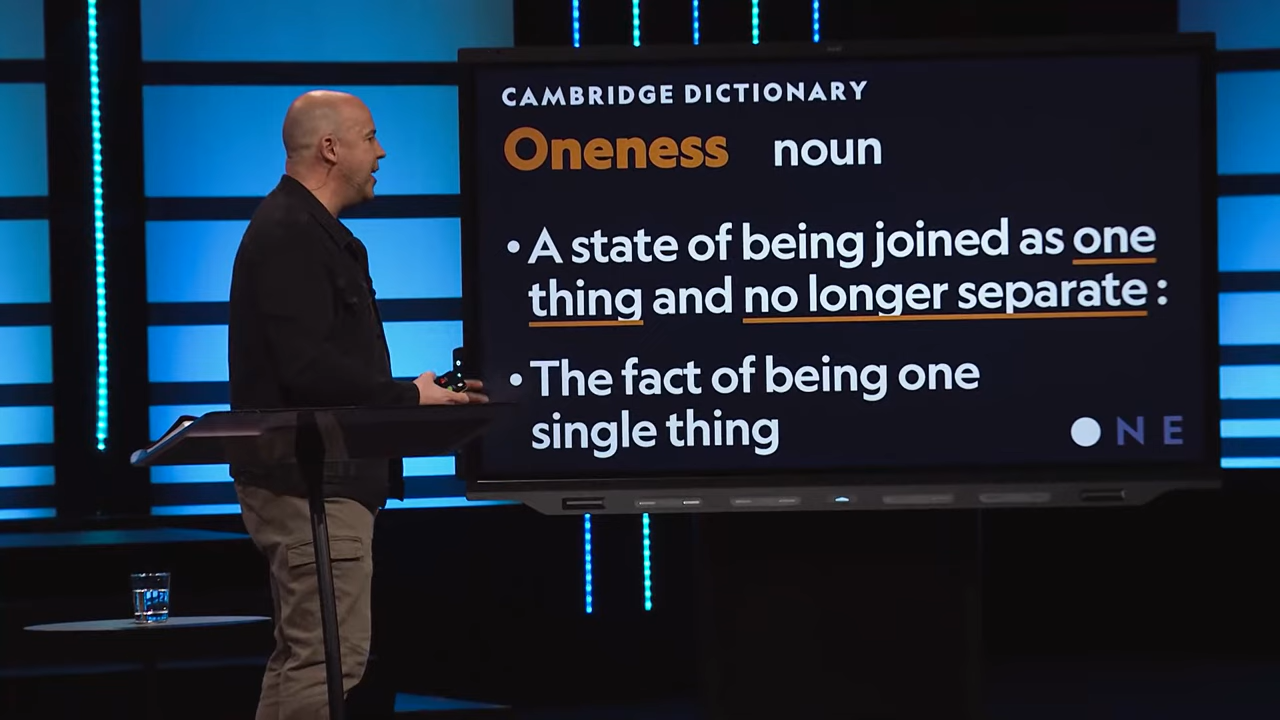 CAMBRIDGE DICTIONARY
Oneness noun
• A state of being joined as one
thing and no longer separate :
• The fact of being one
single thing
NE